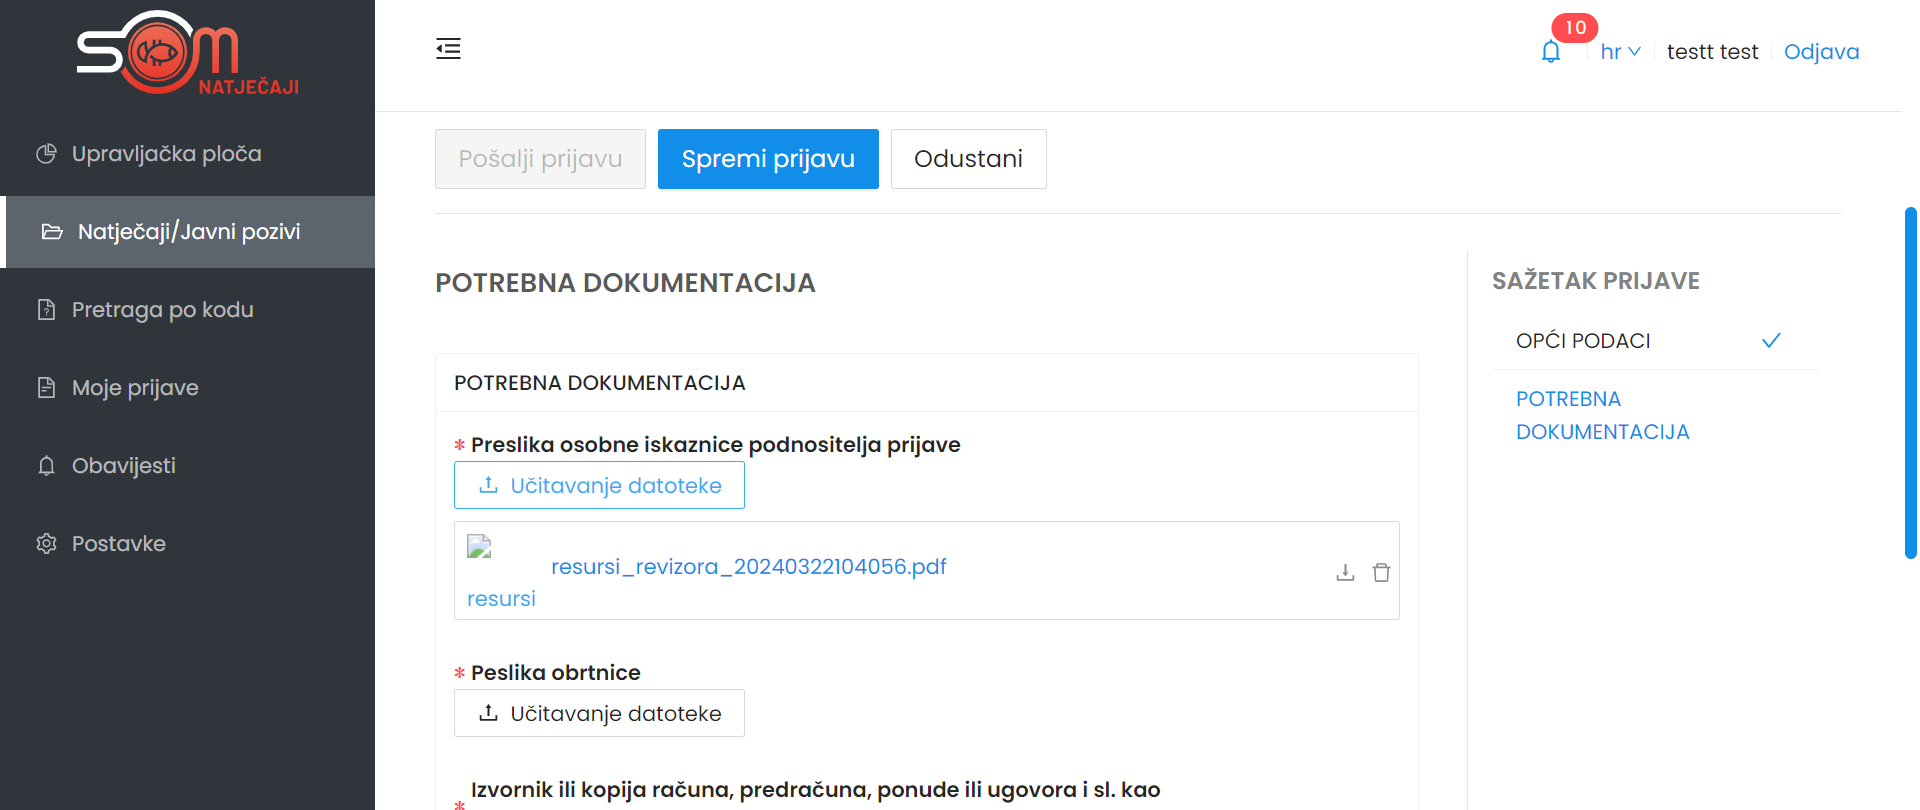 SOM
NATJEČAJI
Upravljačka ploča
Natječaji/Javni pozivi
Pretraga po kodu
Moje prijave
Obavijesti
Postavke
10
hr
testt test
Odjava
Pošalji prijavu
Spremi prijavu
Odustani
POTREBNA DOKUMENTACIJA
POTREBNA DOKUMENTACIJA
* Preslika osobne iskaznice podnositelja prijave
Učitavanje datoteke
resursi_revizora_20240322104056.pdf
resursi
* Peslika obrtnice
Učitavanje datoteke
* Izvornik ili kopija računa, predračuna, ponude ili ugovora i sl. kao
SAŽETAK PRIJAVE
OPĆI PODACI
POTREBNA
DOKUMENTACIJA